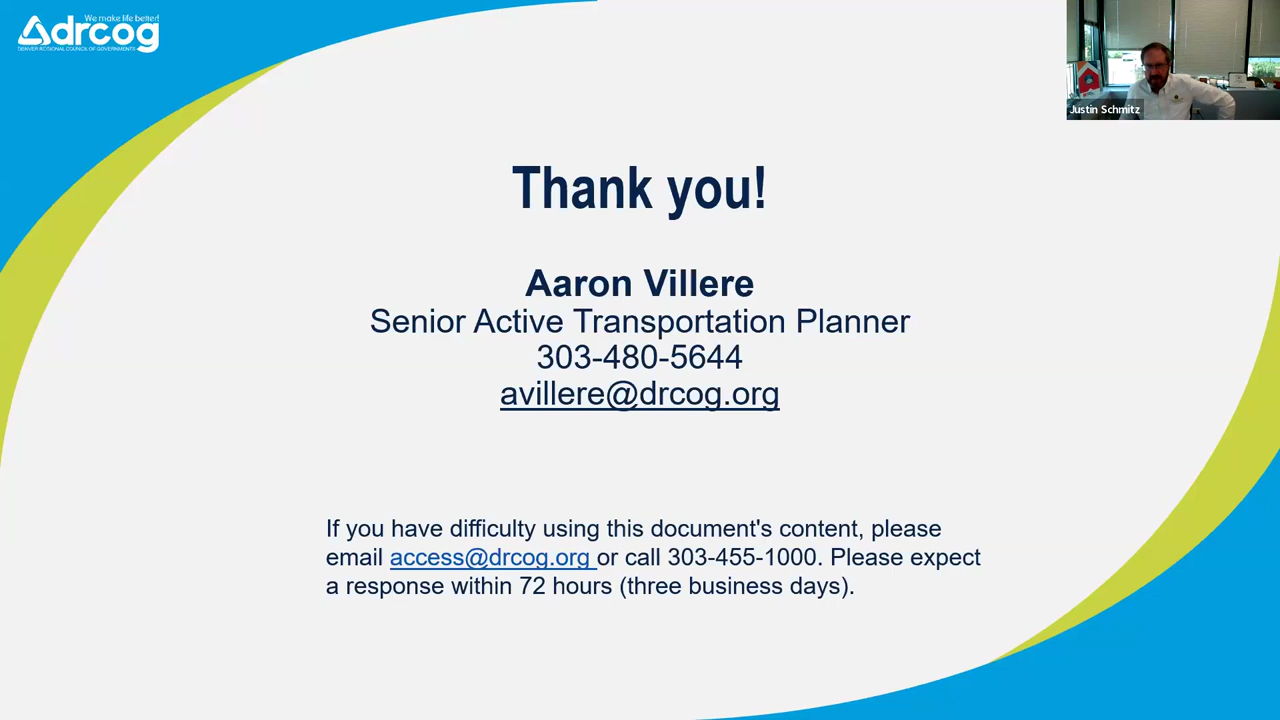 We make life better!
drcog
DENVER REGIONAL COUNCIL OF GOVERNMENTS
Justin Schmitz
Thank you!
Aaron Villere
Senior Active Transportation Planner
303-480-5644
avillere@drcog.org
If you have difficulty using this document's content, please
email access@drcog.org or call 303-455-1000. Please expect
a response within 72 hours (three business days).